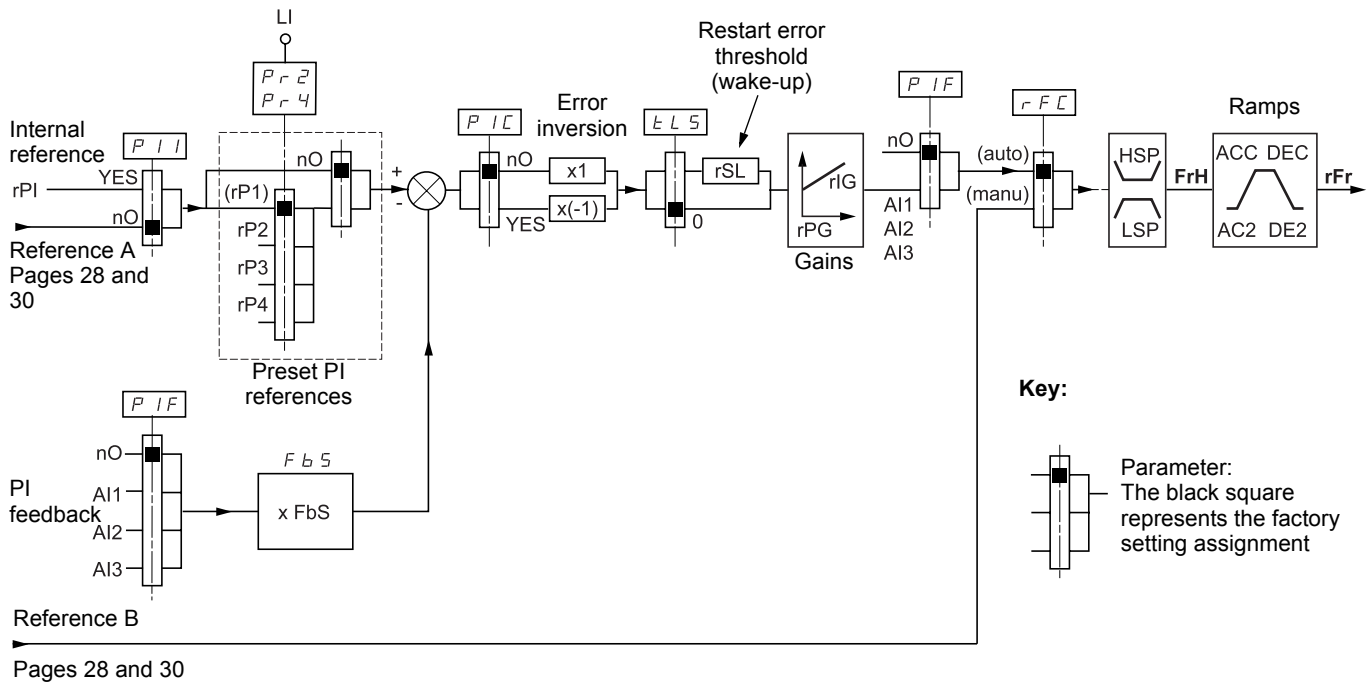 LI
Pr2
Pr4
Restart error
threshold
(wake-up)
Internal
reference
PII
rPI
YES
nO
Reference A
Pages 28 and
30
nO
(rP1)
rP2
rP3
rP4
Preset PI
references
+
-
PIC
Error
inversion
nO
x1
YES
x(-1)
tLS
rSL
0
rIG
rPG
Gains
PIF
nO
AI1
AI2
AI3
rFC
(auto)
(manu)
HSP
LSP
FrH
Ramps
ACC DEC
AC2 DE2
rFr
PIF
PI
feedback
nO
AI1
AI2
AI3
FbS
x FbS
Key:
Parameter:
The black square
represents the factory
setting assignment
Reference B
Pages 28 and 30